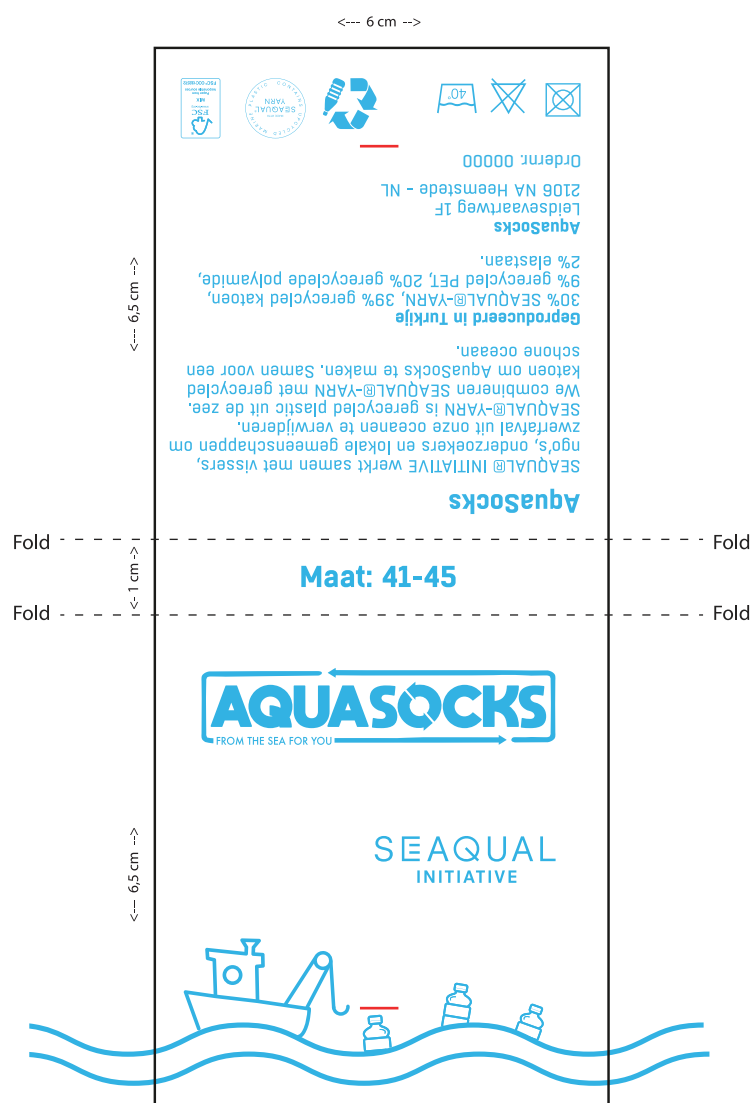 <--- 6 cm -->
AquaSocks
SEAQUAL® INITIATIVE werkt samen met vissers,
ngo's, onderzoekers en lokale gemeenschappen om
zwerfafval uit onze oceanen te verwijderen.
SEAQUAL®-YARN is gerecycled plastic uit de zee.
We combineren SEAQUAL®-YARN met gerecycled
katoen om AquaSocks te maken. Samen voor een
schone oceaan.
Geproduceerd in Turkije
30% SEAQUAL®-YARN, 39% gerecycled katoen,
9% gerecycled PET, 20% gerecyclede polyamide,
2% elastaan.
AquaSocks
Leidsevaartweg 1F
2106 NA Heemstede - NL
Ordernr. 00000
40°
CONTAINS UPCYCLED MARINE PLASTIC
SEAQUAL
YARN
FSC
<--- 6,5 cm -->
Fold
Fold
<- 1 cm -->
Maat: 41-45
Fold
Fold
AQUASOCKS
FROM THE SEA FOR YOU
<--- 6,5 cm -->
SEAQUAL
INITIATIVE